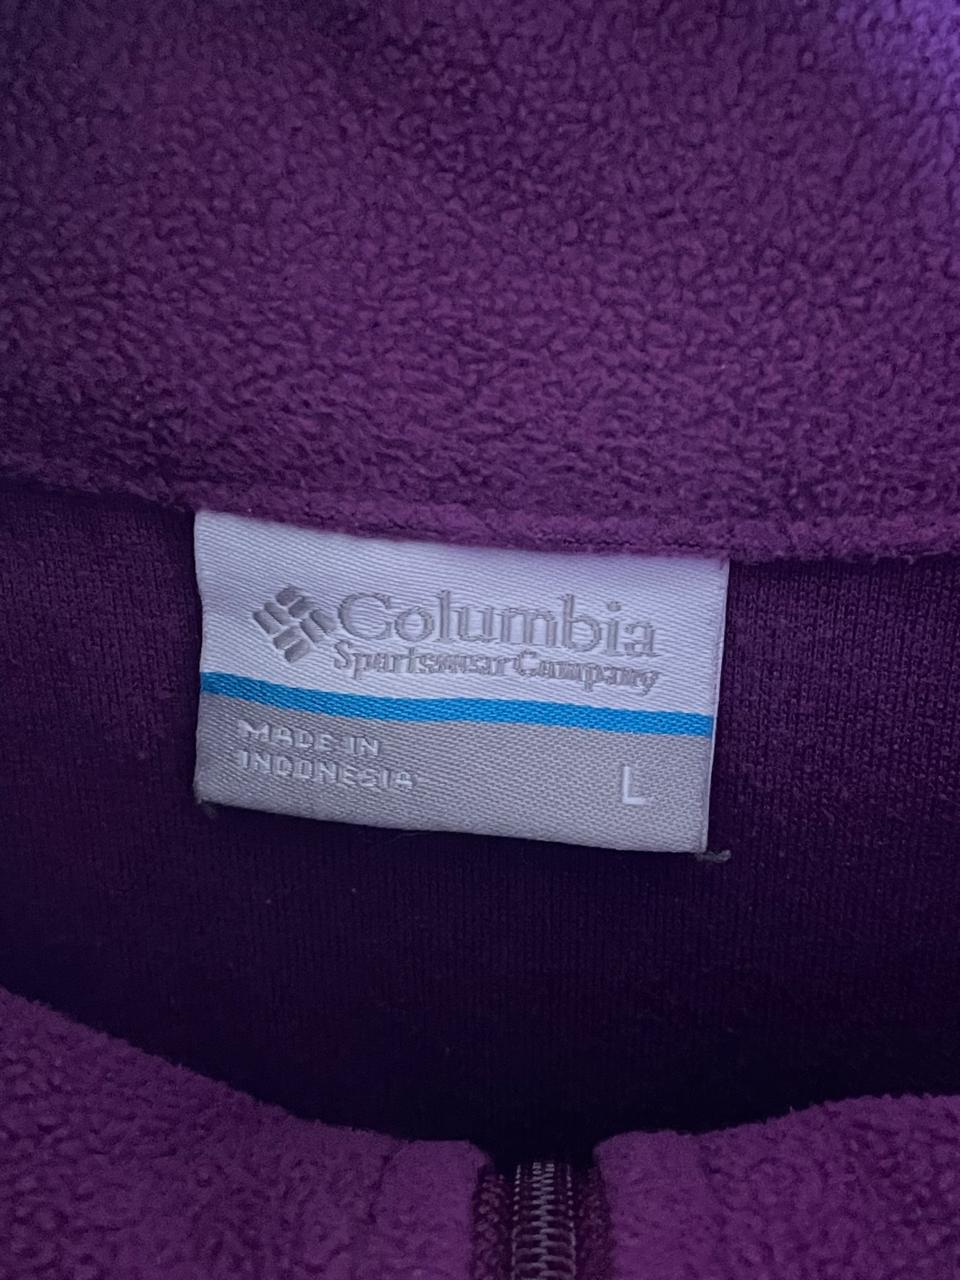 Columbia
Sportswear Company
MADE IN
INDONESIA
L